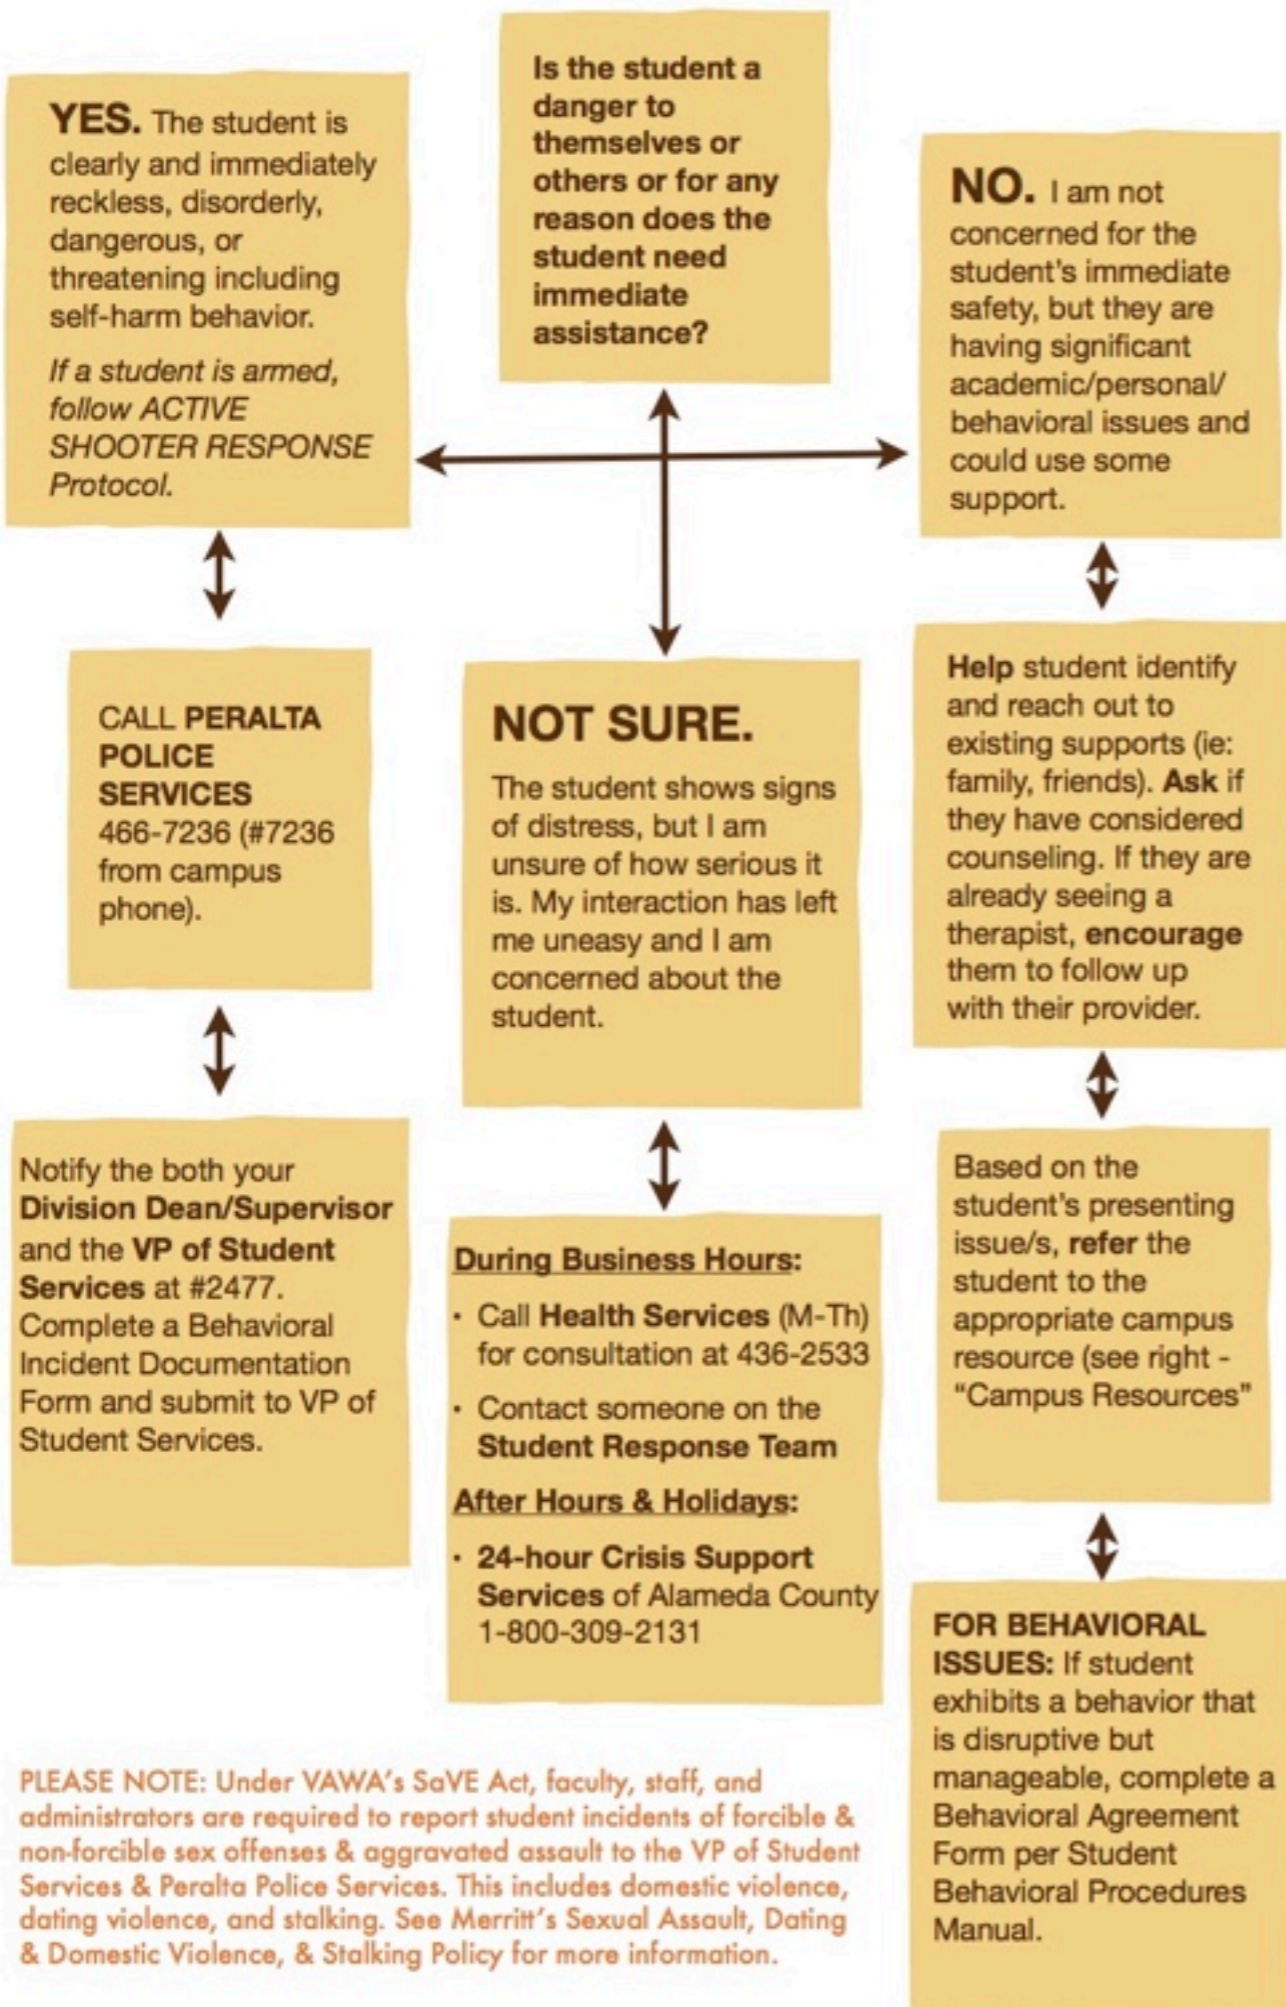 Is the student a
danger to
themselves or
others or for any
reason does the
student need
immediate
assistance?
YES. The student is
clearly and immediately
reckless, disorderly,
dangerous, or
threatening including
self-harm behavior.
If a student is armed,
follow ACTIVE
SHOOTER RESPONSE
Protocol.
CALL PERALTA
POLICE
SERVICES
466-7236 (#7236
from campus
phone).
Notify the both your
Division Dean/Supervisor
and the VP of Student
Services at #2477.
Complete a Behavioral
Incident Documentation
Form and submit to VP of
Student Services.
NOT SURE.
The student shows signs
of distress, but I am
unsure of how serious it
is. My interaction has left
me uneasy and I am
concerned about the
student.
During Business Hours:
· Call Health Services (M-Th)
for consultation at 436-2533
· Contact someone on the
Student Response Team
After Hours & Holidays:
· 24-hour Crisis Support
Services of Alameda County
1-800-309-2131
NO. I am not
concerned for the
student's immediate
safety, but they are
having significant
academic/personal/
behavioral issues and
could use some
support.
Help student identify
and reach out to
existing supports (ie:
family, friends). Ask if
they have considered
counseling. If they are
already seeing a
therapist, encourage
them to follow up
with their provider.
Based on the
student's presenting
issue/s, refer the
student to the
appropriate campus
resource (see right -
“Campus Resources”
FOR BEHAVIORAL
ISSUES: If student
exhibits a behavior that
is disruptive but
manageable, complete a
Behavioral Agreement
Form per Student
Behavioral Procedures
Manual.
PLEASE NOTE: Under VAWA's SaVE Act, faculty, staff, and
administrators are required to report student incidents of forcible &
non-forcible sex offenses & aggravated assault to the VP of Student
Services & Peralta Police Services. This includes domestic violence,
dating violence, and stalking. See Merritt's Sexual Assault, Dating
& Domestic Violence, & Stalking Policy for more information.